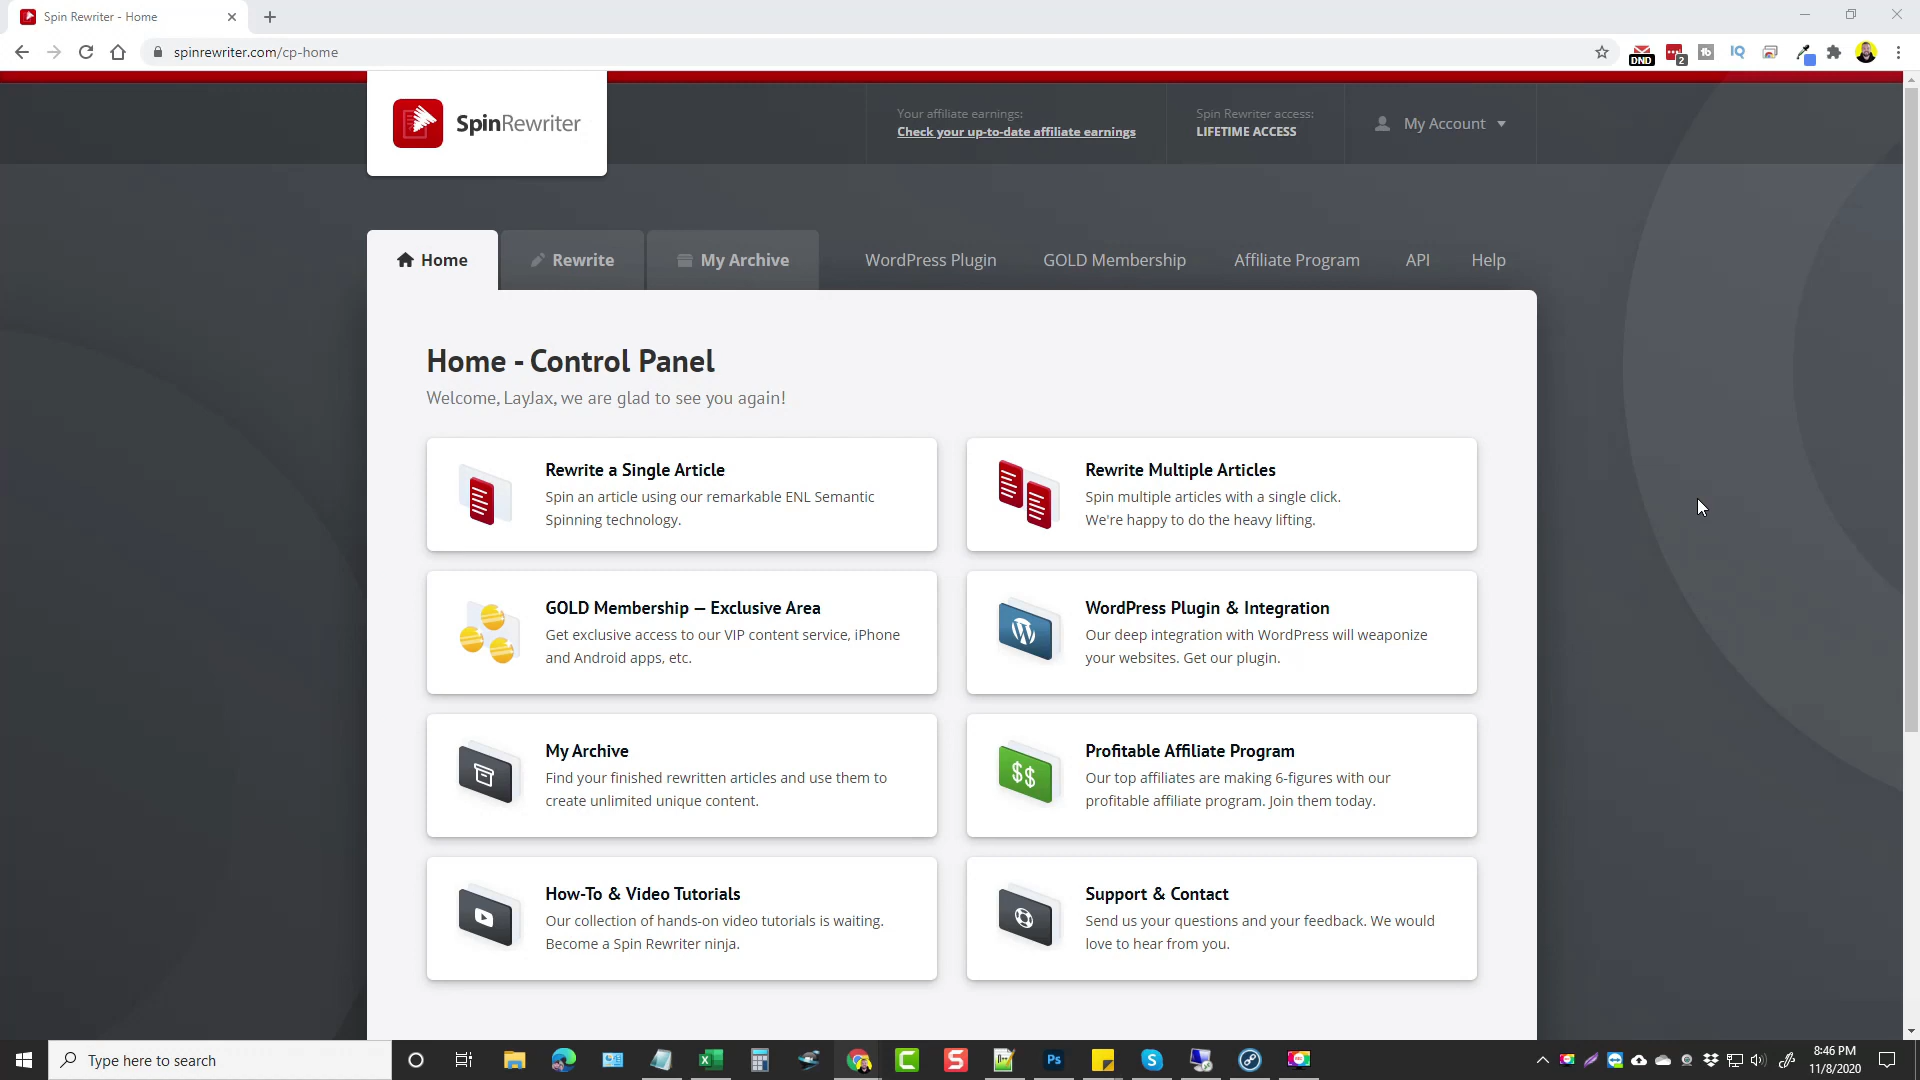 Spin Rewriter - Home
spinrewriter.com/cp-home
DND
2
SpinRewriter
Your affiliate earnings:
Check your up-to-date affiliate earnings
Spin Rewriter access:
LIFETIME ACCESS
My Account
Home
Rewrite
My Archive
WordPress Plugin
GOLD Membership
Affiliate Program
API
Help
Home - Control Panel
Welcome, LayJax, we are glad to see you again!
Rewrite a Single Article
Spin an article using our remarkable ENL Semantic
Spinning technology.
Rewrite Multiple Articles
Spin multiple articles with a single click.
We're happy to do the heavy lifting.
GOLD Membership — Exclusive Area
Get exclusive access to our VIP content service, iPhone
and Android apps, etc.
WordPress Plugin & Integration
Our deep integration with WordPress will weaponize
your websites. Get our plugin.
My Archive
Find your finished rewritten articles and use them to
create unlimited unique content.
$$
Profitable Affiliate Program
Our top affiliates are making 6-figures with our
profitable affiliate program. Join them today.
How-To & Video Tutorials
Our collection of hands-on video tutorials is waiting.
Become a Spin Rewriter ninja.
Support & Contact
Send us your questions and your feedback. We would
love to hear from you.
Type here to search
Ps
8:46 PM
11/8/2020